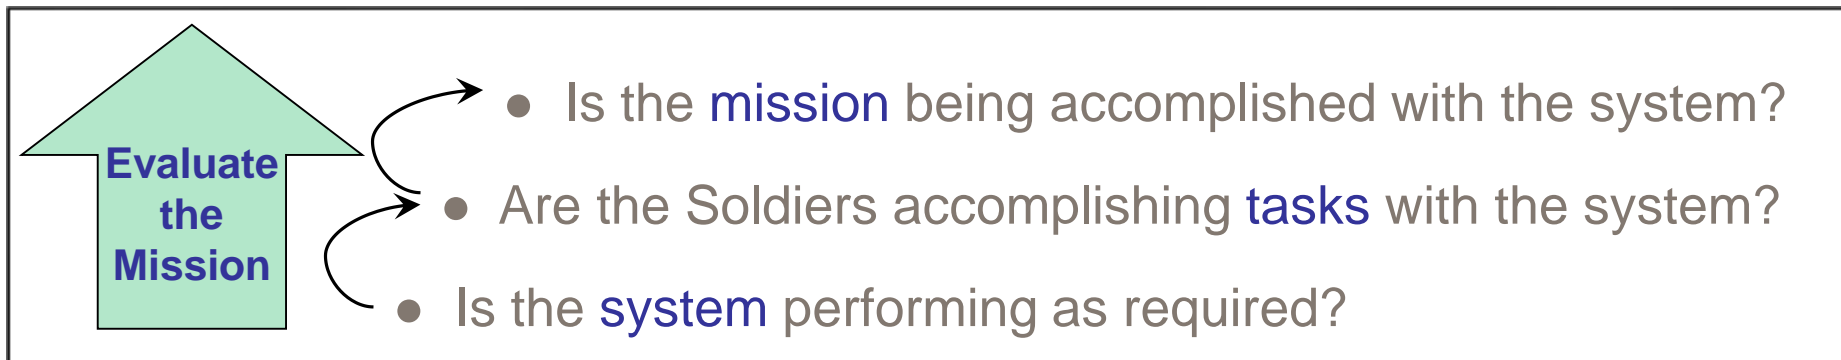 Evaluate
the
Mission
● Is the mission being accomplished with the system?
● Are the Soldiers accomplishing tasks with the system?
● Is the system performing as required?